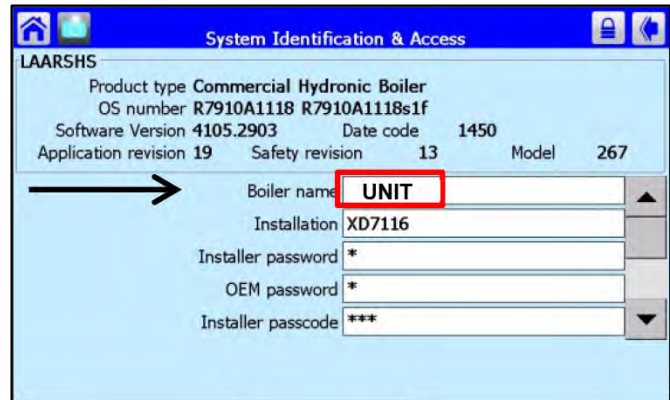 System Identification & Access
LAARSHS
Product type Commercial Hydronic Boiler
OS number R7910A1118 R7910A1118s1f
Software Version 4105.2903 Date code 1450
Application revision 19 Safety revision 13 Model 267
Boiler name UNIT
Installation XD7116
Installer password *
OEM password *
Installer passcode ***